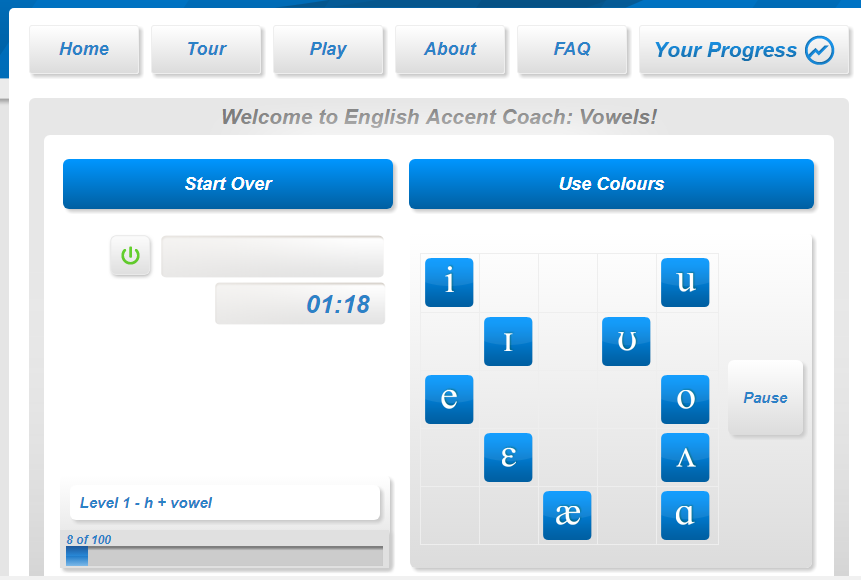 Home Tour Play About FAQ Your Progress
Welcome to English Accent Coach: Vowels!
Start Over Use Colours
01:18
i u
ɪ ʊ
e o
Pause
ɛ ʌ
æ ɑ
Level 1 - h + vowel
8 of 100